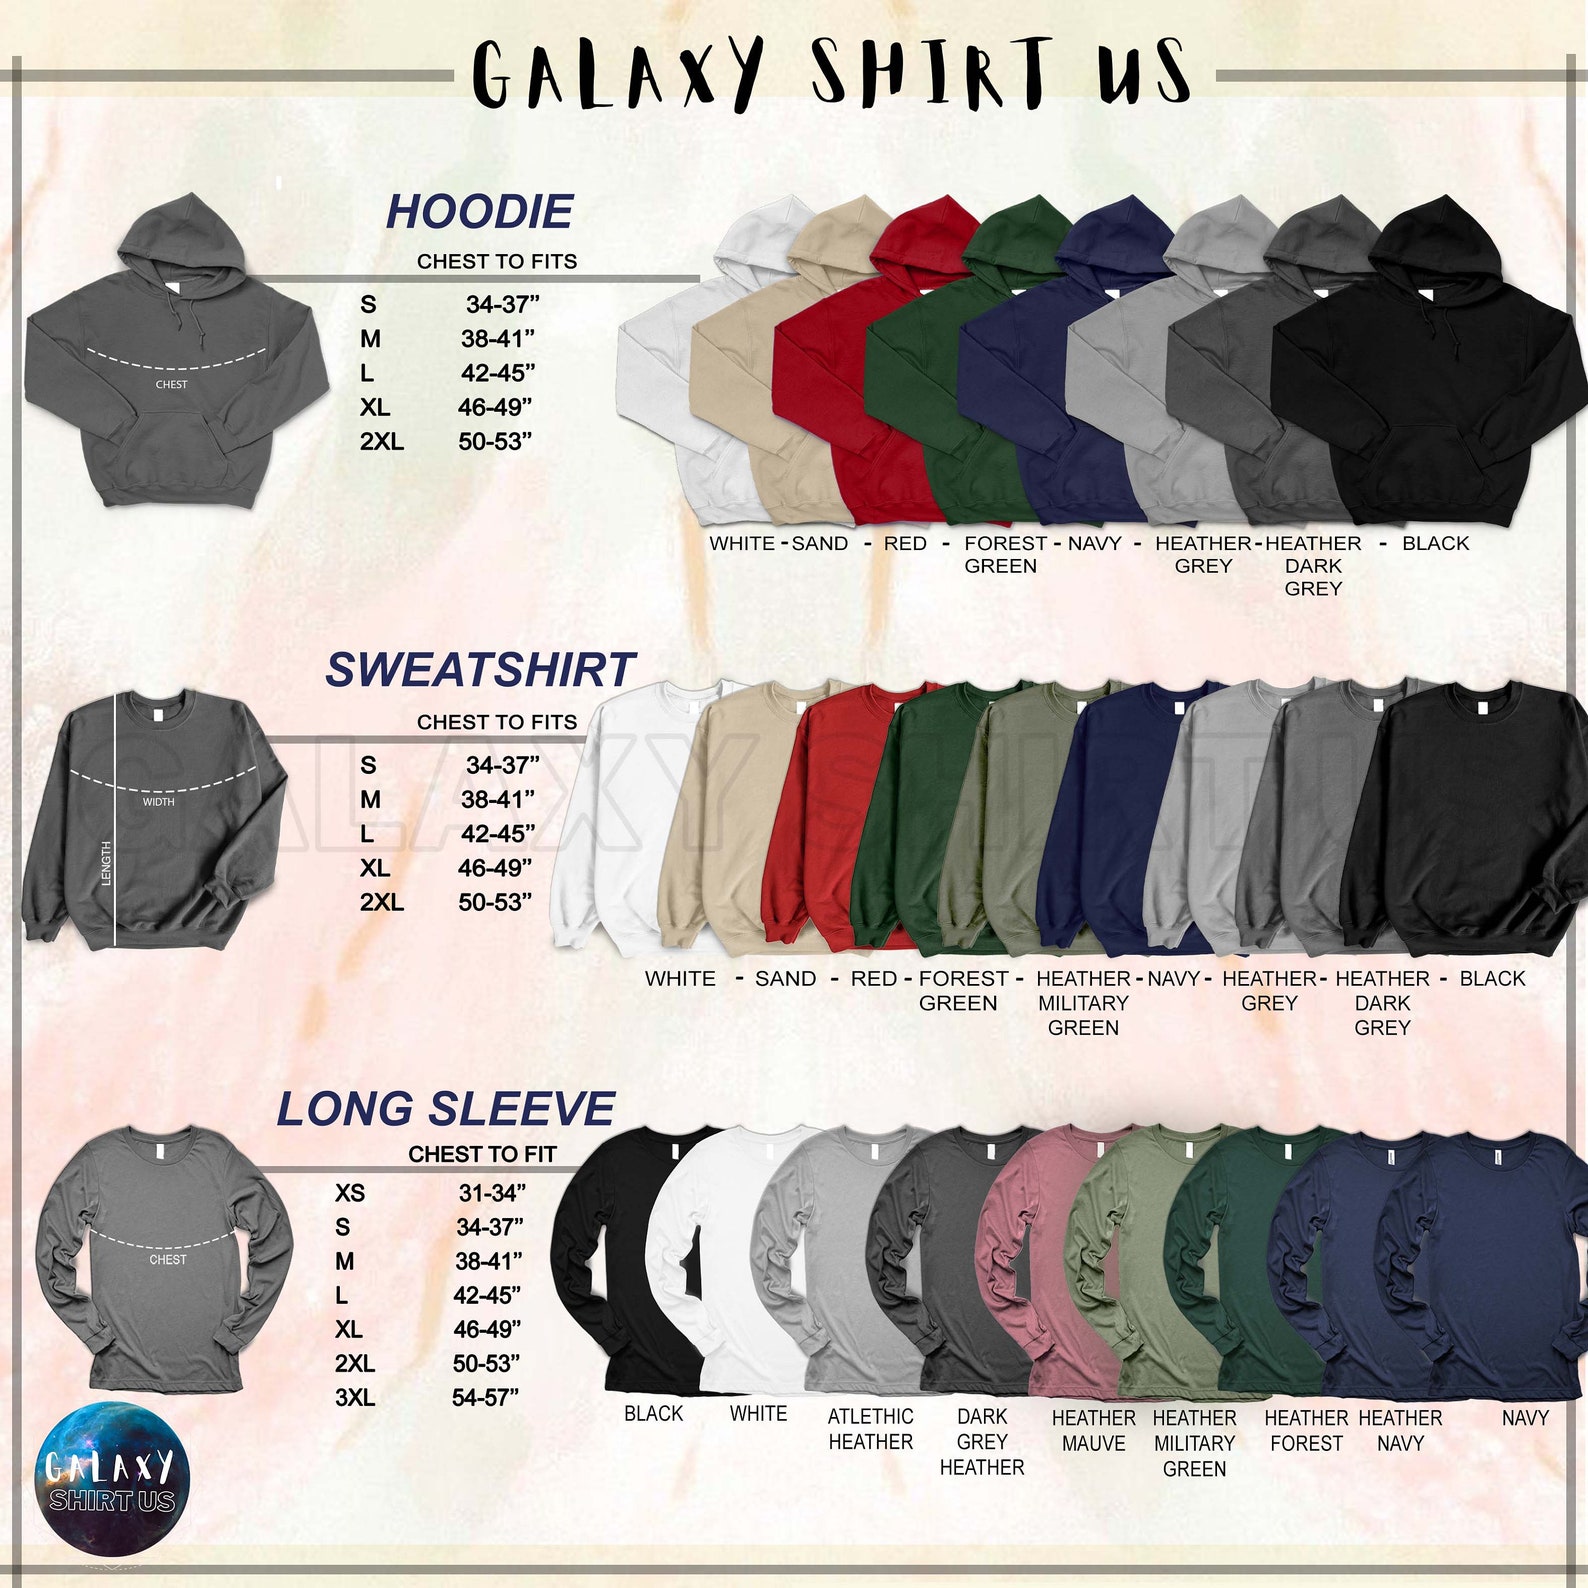 GALAXY SHIRT US
HOODIE
CHEST TO FITS
S 34-37”
M 38-41”
L 42-45”
XL 46-49”
2XL 50-53”
CHEST
WHITE - SAND - RED - FOREST - NAVY - HEATHER - HEATHER - BLACK
GREEN GREY DARK
GREY
SWEATSHIRT
CHEST TO FITS
S 34-37”
M 38-41”
L 42-45”
XL 46-49”
2XL 50-53”
WIDTH
LENGTH
GALAXY SHIRT U
WHITE - SAND - RED - FOREST - HEATHER - NAVY - HEATHER - HEATHER - BLACK
GREEN MILITARY GREY DARK
GREEN GREY
LONG SLEEVE
CHEST TO FIT
XS 31-34”
S 34-37”
M 38-41”
L 42-45”
XL 46-49”
2XL 50-53”
3XL 54-57”
CHEST
BLACK WHITE ATLETHIC DARK HEATHER HEATHER HEATHER HEATHER NAVY
HEATHER GREY MAUVE MILITARY FOREST NAVY
HEATHER GREEN
GALAXY
SHIRT US